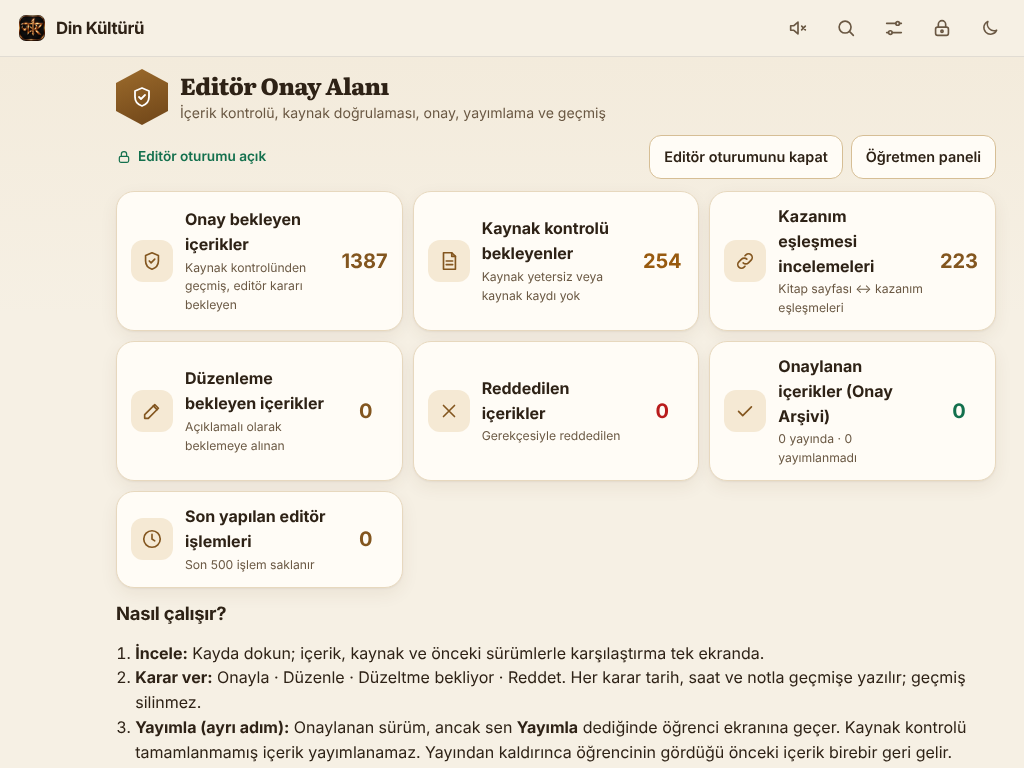 Din Kültürü
Editör Onay Alanı
İçerik kontrolü, kaynak doğrulaması, onay, yayımlama ve geçmiş
Editör oturumu açık
Editör oturumunu kapat
Öğretmen paneli
Onay bekleyen
içerikler
Kaynak kontrolünden
geçmiş, editör kararı
bekleyen
1387
Kaynak kontrolü
bekleyenler
Kaynak yetersiz veya
kaynak kaydı yok
254
Kazanım
eşleşmesi
incelemeleri
Kitap sayfası ↔ kazanım
eşleşmeleri
223
Düzenleme
bekleyen içerikler
Açıklamalı olarak
beklemeye alınan
0
Reddedilen
içerikler
Gerekçesiyle reddedilen
0
Onaylanan
içerikler (Onay
Arşivi)
0 yayında · 0
yayımlanmadı
0
Son yapılan editör
işlemleri
Son 500 işlem saklanır
0
Nasıl çalışır?
1. İncele: Kayda dokun; içerik, kaynak ve önceki sürümlerle karşılaştırma tek ekranda.
2. Karar ver: Onayla · Düzenle · Düzeltme bekliyor · Reddet. Her karar tarih, saat ve notla geçmişe yazılır; geçmiş
silinmez.
3. Yayımla (ayrı adım): Onaylanan sürüm, ancak sen Yayımla dediğinde öğrenci ekranına geçer. Kaynak kontrolü
tamamlanmamış içerik yayımlanamaz. Yayından kaldırınca öğrencinin gördüğü önceki içerik birebir geri gelir.